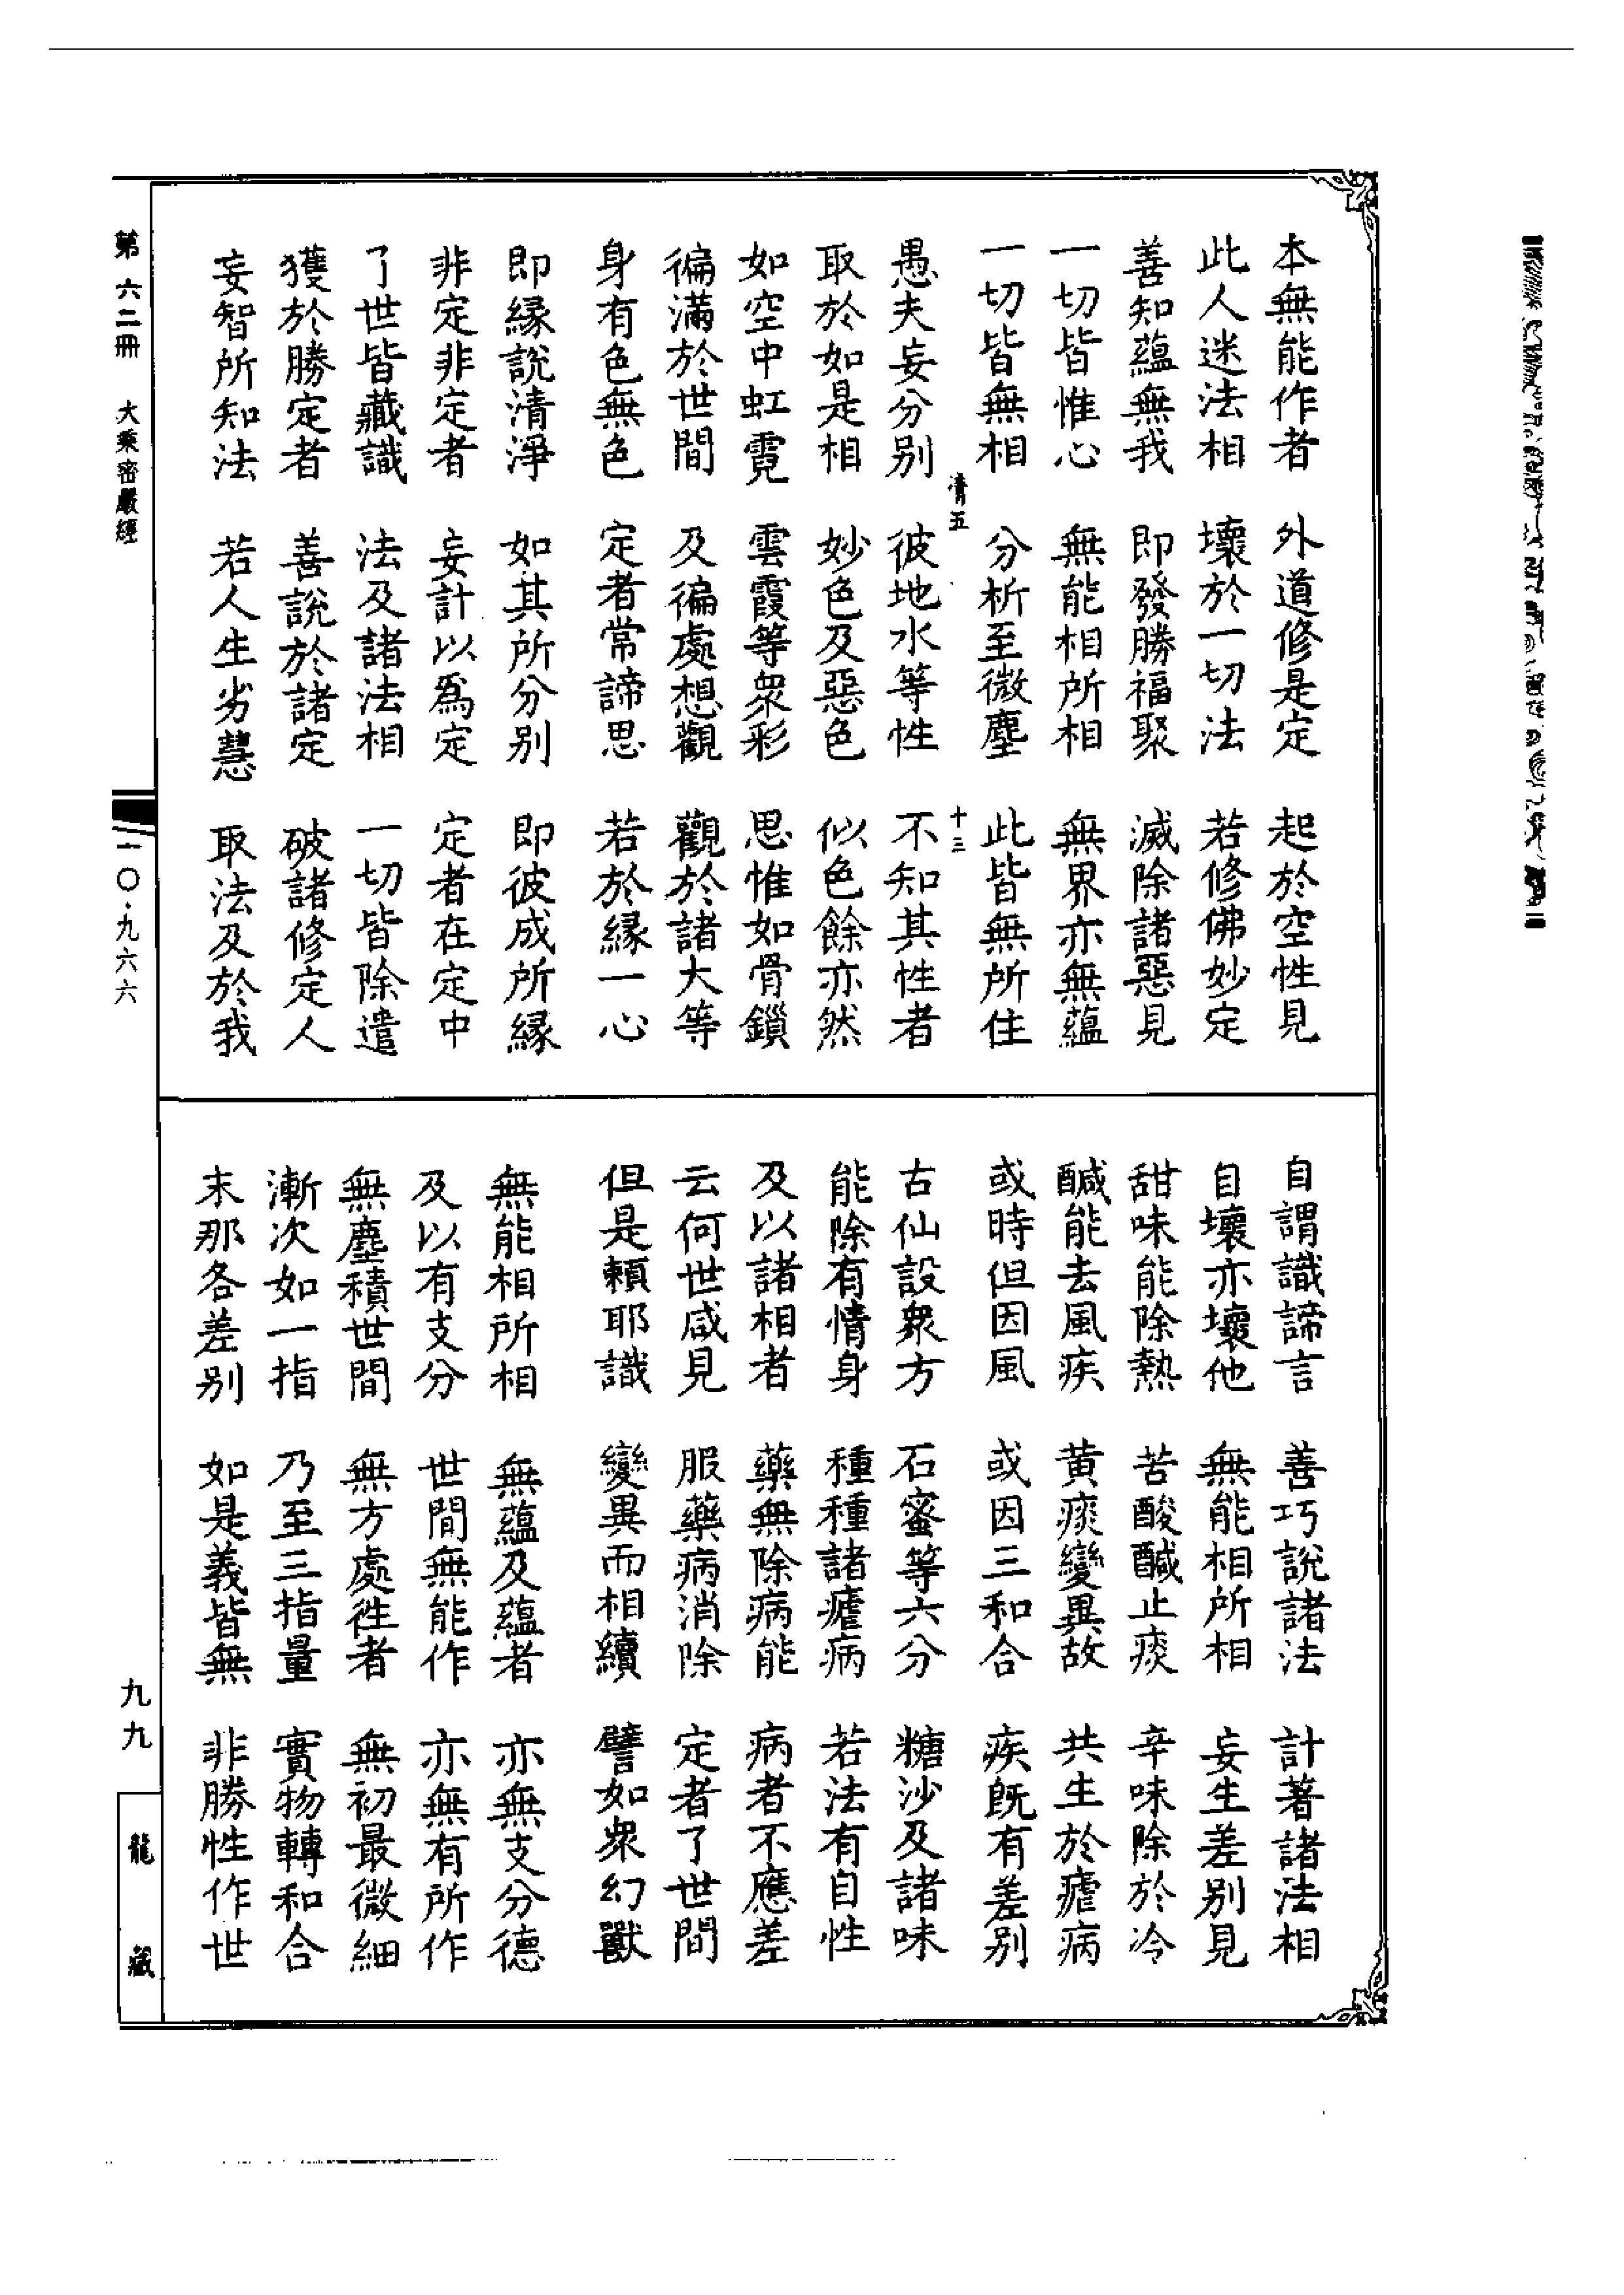 本無能作者　外道修是定　起於空性見
此人迷法相　壞於一切法　若修佛妙定
善知蘊無我　即發勝福聚　滅除諸惡見
一切皆惟心　無能相所相　無界亦無蘊
一切皆無相　分析至微塵　此皆無所住
情五　十三
愚夫妄分別　彼地水等性　不知其性者
取於如是相　妙色及惡色　似色餘亦然
如空中虹霓　雲霞等衆彩　思惟如骨鎖
徧滿於世間　及徧處想觀　觀於諸大等
身有色無色　定者常諦思　若於緣一心
即緣說清淨　如其所分別　即彼成所緣
非定非定者　妄計以爲定　定者在定中
了世皆藏識　法及諸法相　一切皆除遣
獲於勝定者　善說於諸定　破諸修定人
妄智所知法　若人生劣慧　取法及於我
自謂識諦言　善巧說諸法　計著諸法相
自壞亦壞他　無能相所相　妄生差別見
甜味能除熱　苦酸醎止痰　辛味除於冷
醎能去風疾　黃痰變異故　共生於瘧病
或時但因風　或因三和合　疾旣有差別
古仙設衆方　石蜜等六分　糖沙及諸味
能除有情身　種種諸瘧病　若法有自性
及以諸相者　藥無除病能　病者不應差
云何世咸見　服藥病消除　定者了世間
但是賴耶識　變異而相續　譬如衆幻獸
無能相所相　無蘊及蘊者　亦無支分德
及以有支分　世間無能作　亦無有所作
無塵積世間　無方處徃者　無初最微細
漸次如一指　乃至三指量　實物轉和合
末那各差別　如是義皆無　非勝性作世
第六二冊　大乘密嚴經
一〇·九六六
九九
龍藏